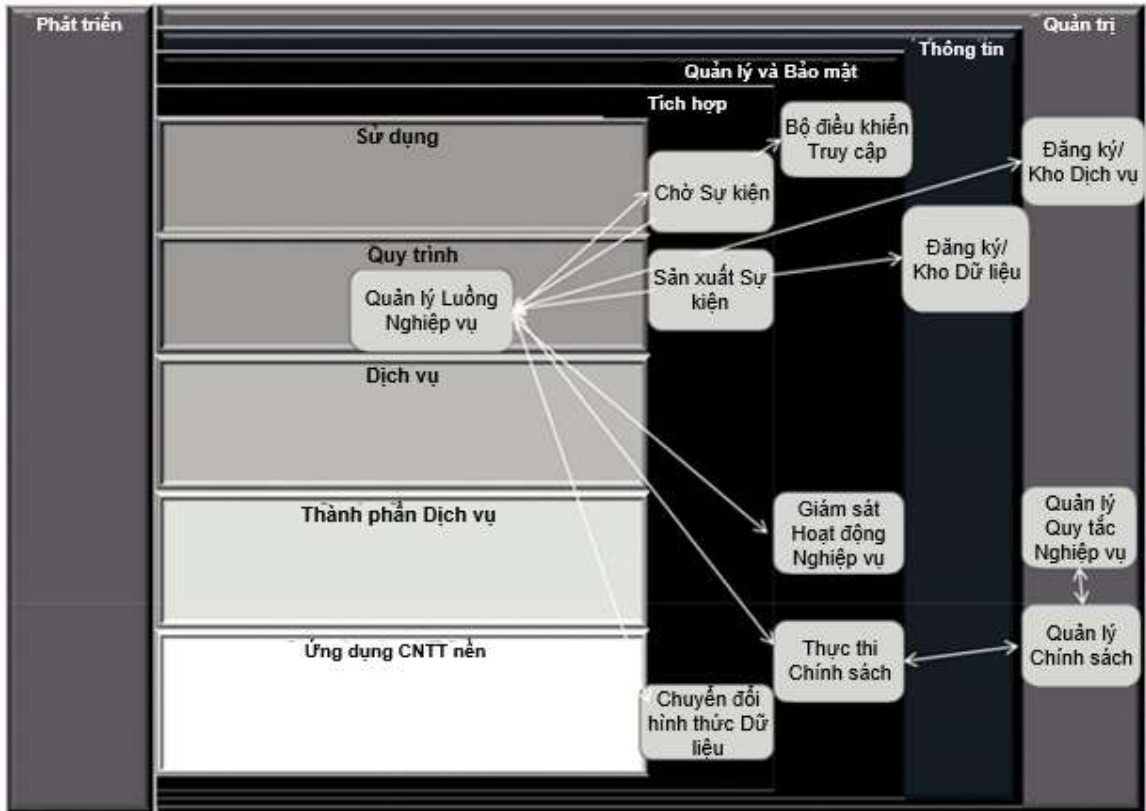 Phát triển
Quản trị
Thông tin
Quản lý và Bảo mật
Tích hợp
Sử dụng
Bộ điều khiển
Truy cập
Đăng ký/
Kho Dịch vụ
Chờ Sự kiện
Đăng ký/
Kho Dữ liệu
Quy trình
Quản lý Luồng
Nghiệp vụ
Sản xuất Sự
kiện
Dịch vụ
Thành phần Dịch vụ
Giám sát
Hoạt động
Nghiệp vụ
Quản lý
Quy tắc
Nghiệp vụ
Ứng dụng CNTT nền
Thực thi
Chính sách
Quản lý
Chính sách
Chuyển đổi
hình thức Dữ
liệu